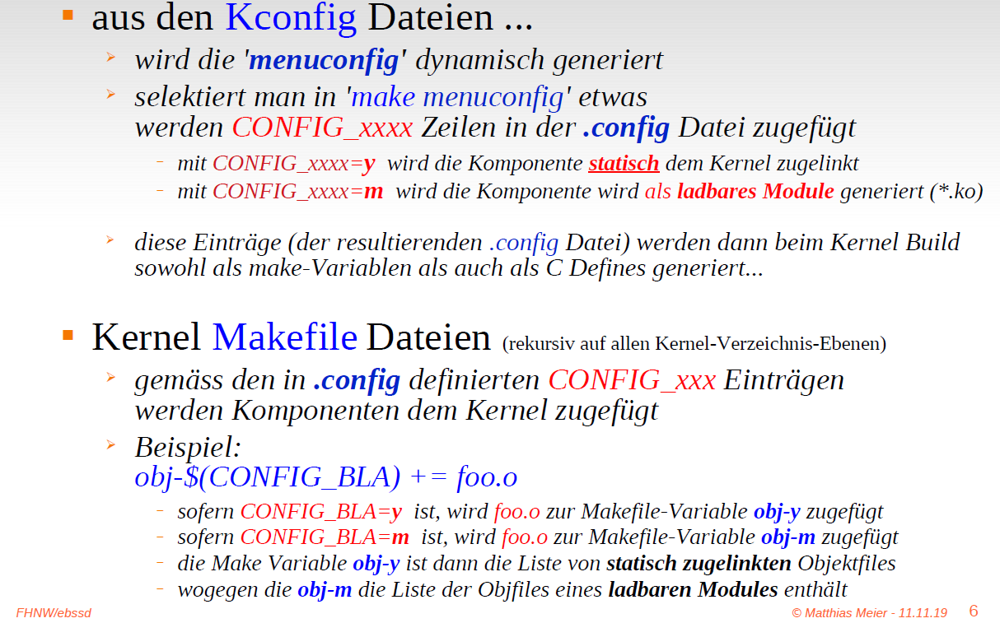 aus den Kconfig Dateien ...
wird die 'menuconfig' dynamisch generiert
selektiert man in 'make menuconfig' etwas
werden CONFIG_xxxx Zeilen in der .config Datei zugefügt
– mit CONFIG_xxxx=y wird die Komponente statisch dem Kernel zugelinkt
– mit CONFIG_xxxx=m wird die Komponente wird als ladbares Module generiert (*.ko)
diese Einträge (der resultierenden .config Datei) werden dann beim Kernel Build
sowohl als make-Variablen als auch als C Defines generiert...
Kernel Makefile Dateien (rekursiv auf allen Kernel-Verzeichnis-Ebenen)
gemäss den in .config definierten CONFIG_xxx Einträgen
werden Komponenten dem Kernel zugefügt
Beispiel:
obj-$(CONFIG_BLA) += foo.o
– sofern CONFIG_BLA=y ist, wird foo.o zur Makefile-Variable obj-y zugefügt
– sofern CONFIG_BLA=m ist, wird foo.o zur Makefile-Variable obj-m zugefügt
– die Make Variable obj-y ist dann die Liste von statisch zugelinkten Objektfiles
– wogegen die obj-m die Liste der Objfiles eines ladbaren Modules enthält
FHNW/ebssd © Matthias Meier - 11.11.19 6